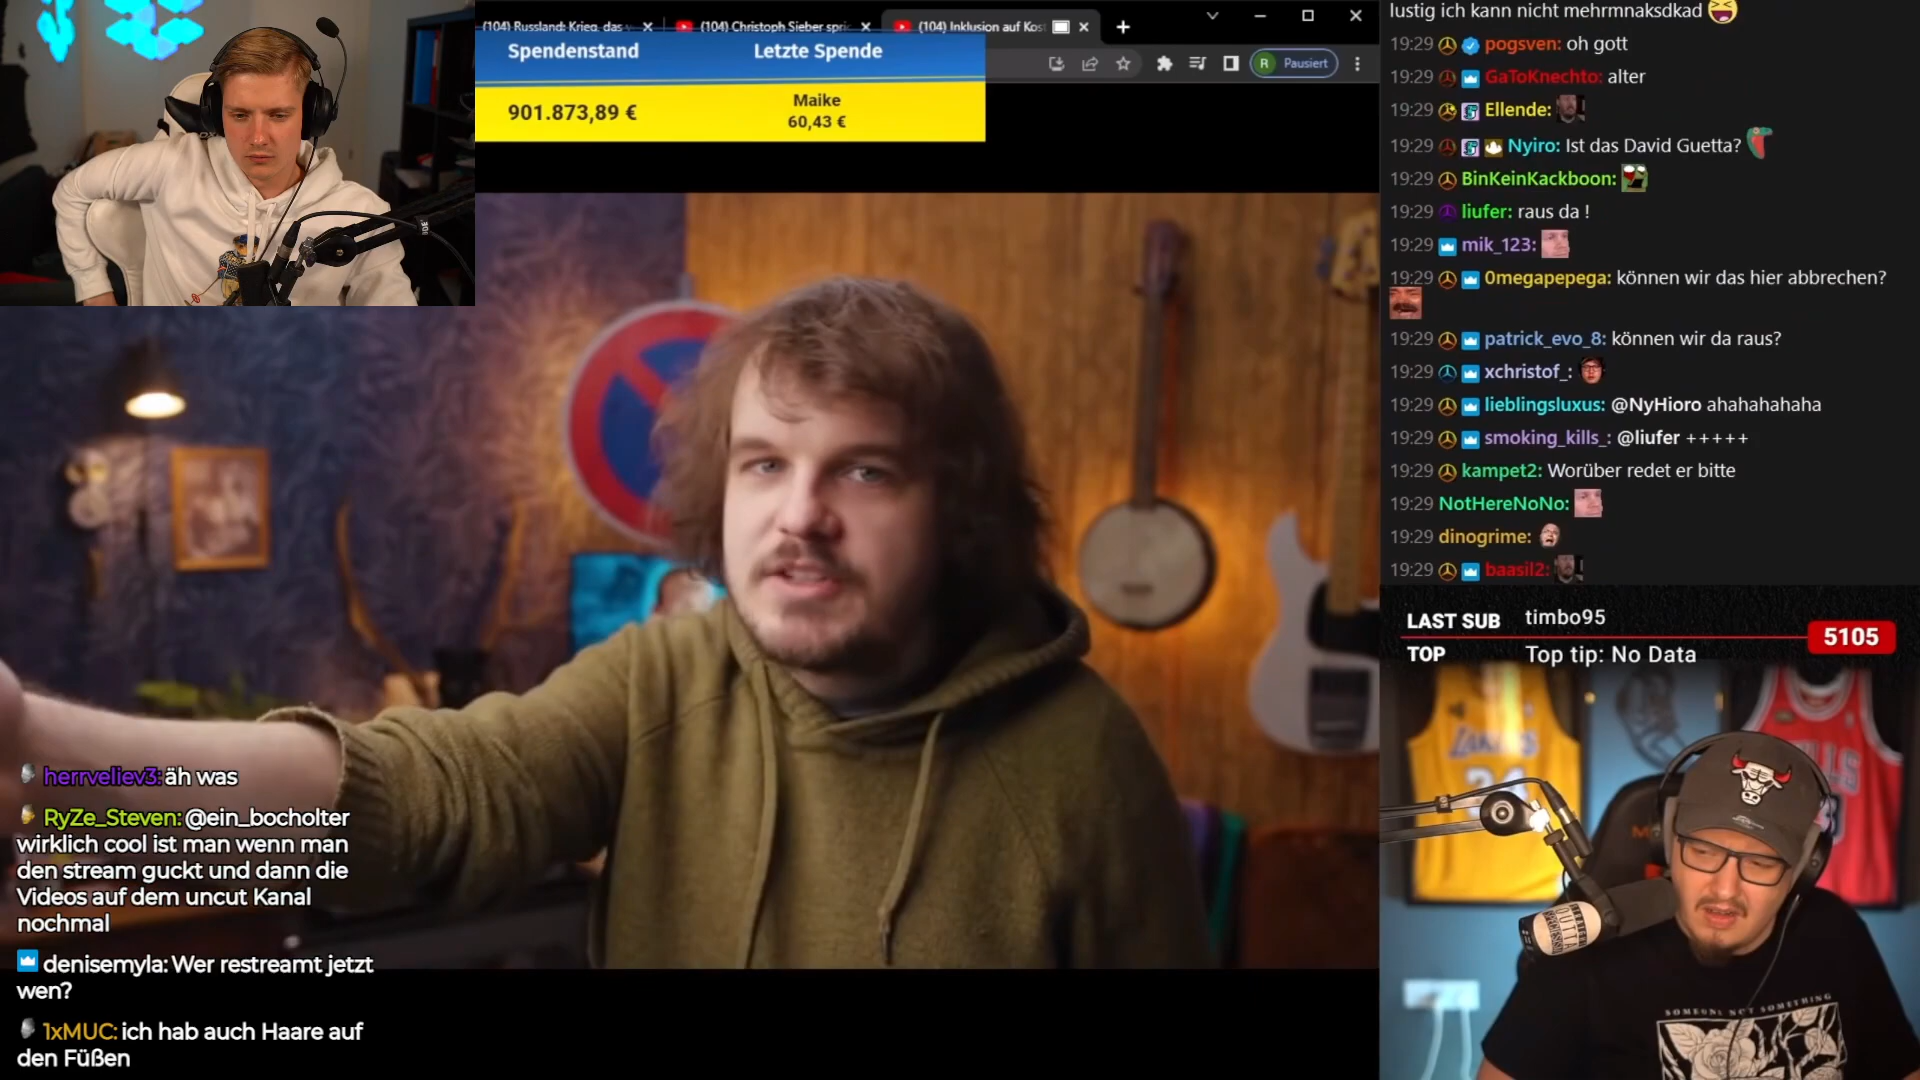 (104) Russland: Krieg, das
(104) Christoph Sieber spric
(104) Inklusion auf Kos
Spendenstand
Letzte Spende
901.873,89 €
Maike
60,43 €
R Pausiert
lustig ich kann nicht mehrmnaksdkad
19:29 pogsven: oh gott
19:29 GaToKnechto: alter
19:29 Ellende:
19:29 Nyiro: Ist das David Guetta?
19:29 BinKeinKackboon:
19:29 liufer: raus da !
19:29 mik_123:
19:29 0megapepega: können wir das hier abbrechen?
19:29 patrick_evo_8: können wir da raus?
19:29 xchristof_:
19:29 lieblingsluxus: @NyHioro ahahahahaha
19:29 smoking_kills_: @liufer +++++
19:29 kampet2: Worüber redet er bitte
19:29 NotHereNoNo:
19:29 dinogrime:
19:29 baasil2:
LAST SUB timbo95
5105
TOP Top tip: No Data
herrveliev3: äh was
RyZe_Steven: @ein_bocholter
wirklich cool ist man wenn man
den stream guckt und dann die
Videos auf dem uncut Kanal
nochmal
denisemyla: Wer restreamt jetzt
wen?
1xMUC: ich hab auch Haare auf
den Füßen
SOMEONE NOT SOMETHING